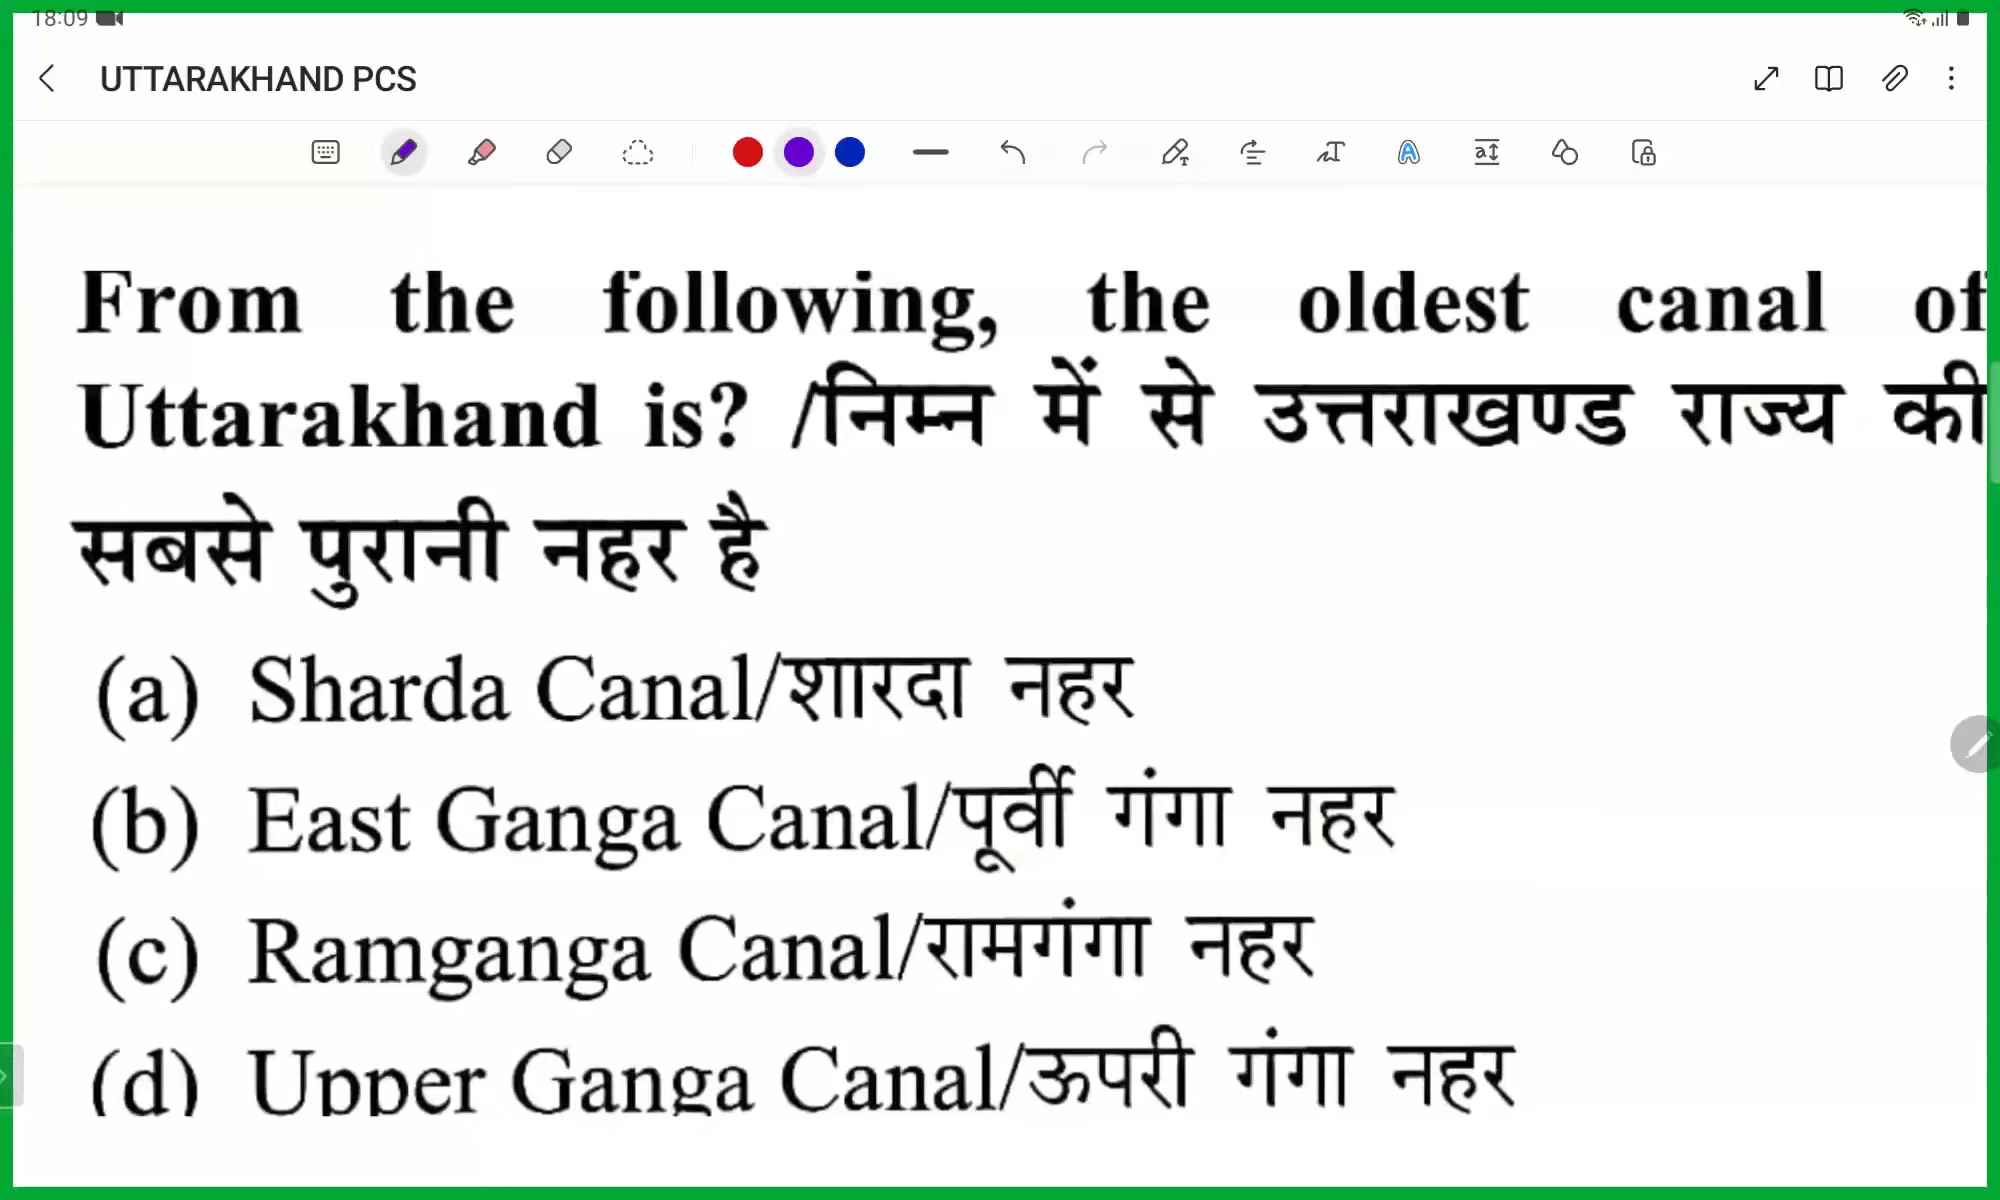 18:09
UTTARAKHAND PCS
From the following, the oldest canal of
Uttarakhand is? /निम्न में से उत्तराखण्ड राज्य की
सबसे पुरानी नहर है
(a) Sharda Canal/शारदा नहर
(b) East Ganga Canal/पूर्वी गंगा नहर
(c) Ramganga Canal/रामगंगा नहर
(d) Upper Ganga Canal/ऊपरी गंगा नहर